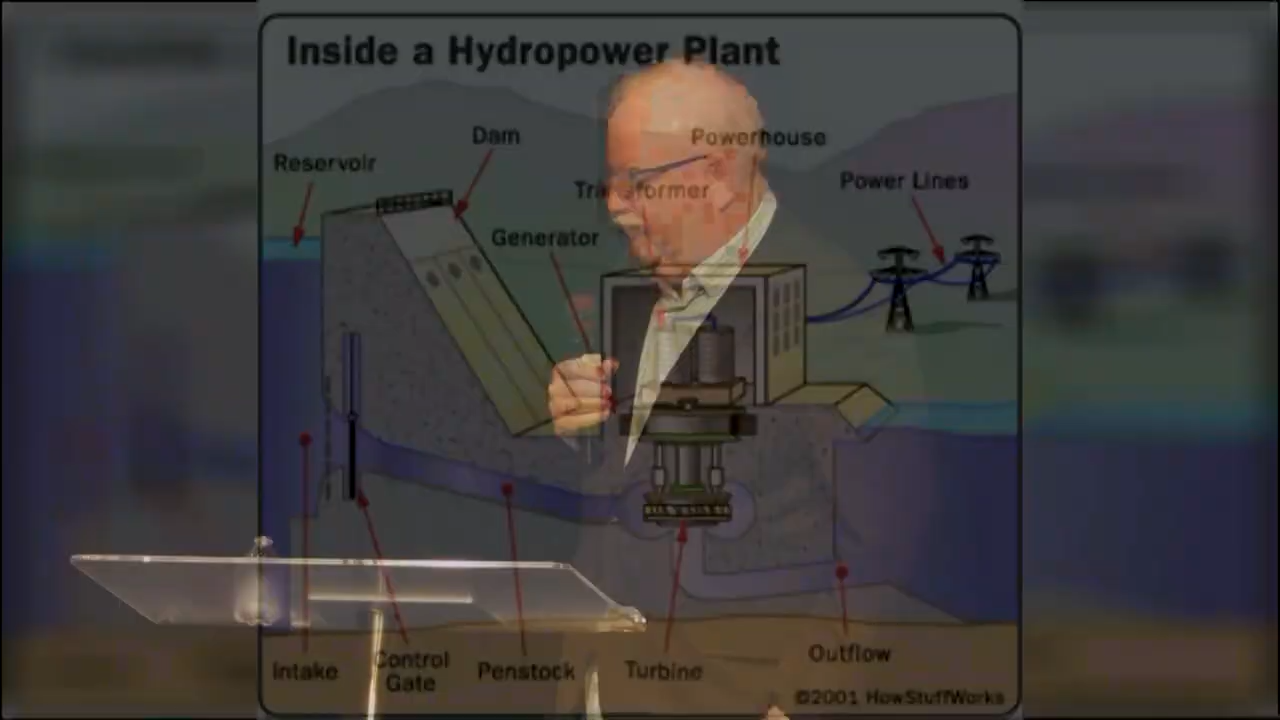 Inside a Hydropower Plant
Dam
Powerhouse
Reservoir
Transformer
Power Lines
Generator
Intake
Control
Gate
Penstock
Turbine
Outflow
©2001 HowStuffWorks